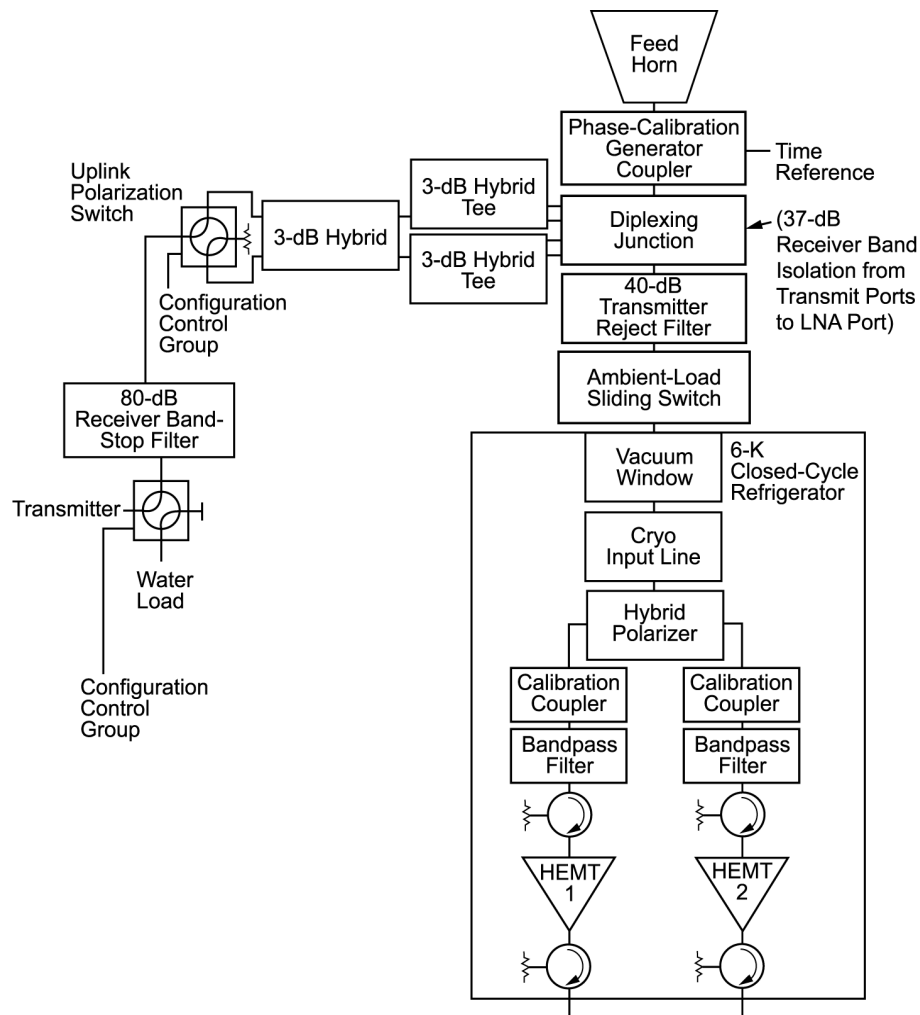 Feed
Horn
Phase-Calibration
Generator
Coupler
Time
Reference
Uplink
Polarization
Switch
3-dB Hybrid
3-dB Hybrid
Tee
3-dB Hybrid
Tee
Diplexing
Junction
(37-dB
Receiver Band
Isolation from
Transmit Ports
to LNA Port)
Configuration
Control
Group
40-dB
Transmitter
Reject Filter
Ambient-Load
Sliding Switch
80-dB
Receiver Band-
Stop Filter
Vacuum
Window
6-K
Closed-Cycle
Refrigerator
Transmitter
Water
Load
Cryo
Input Line
Hybrid
Polarizer
Configuration
Control
Group
Calibration
Coupler
Calibration
Coupler
Bandpass
Filter
Bandpass
Filter
HEMT
1
HEMT
2